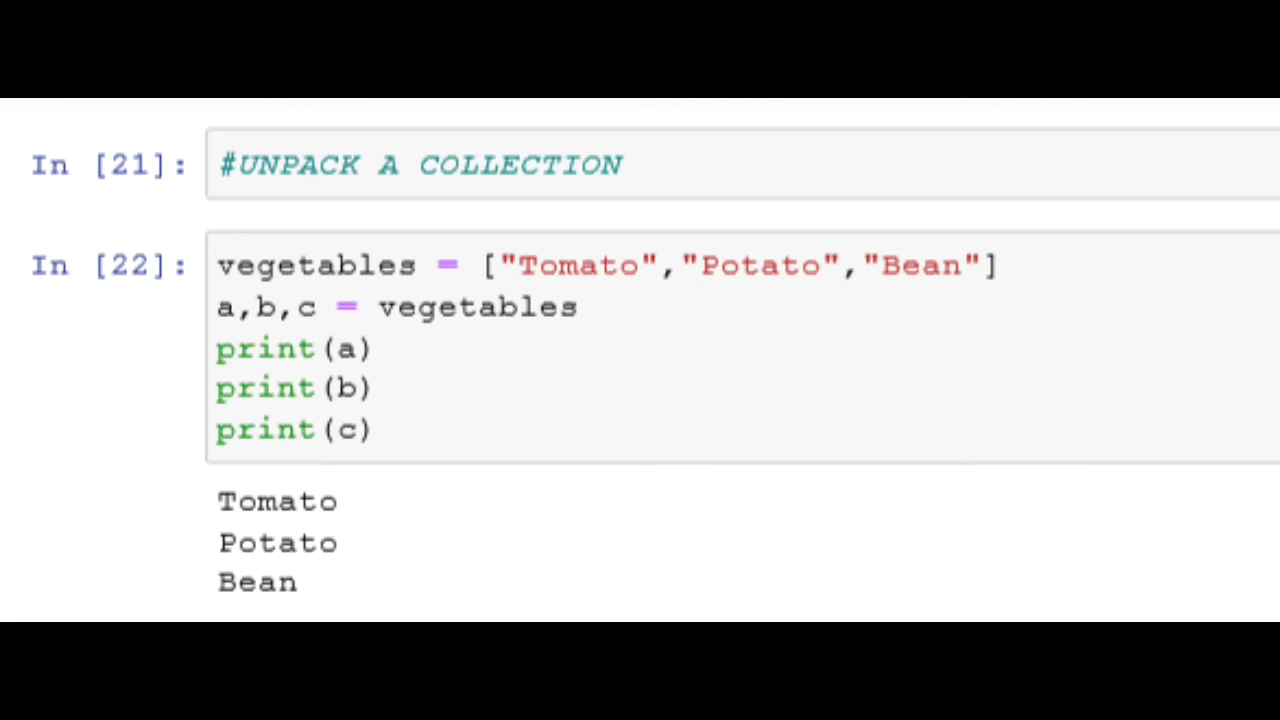 In [21]: #UNPACK A COLLECTION
In [22]: vegetables = ["Tomato","Potato","Bean"]
a,b,c = vegetables
print(a)
print(b)
print(c)
Tomato
Potato
Bean